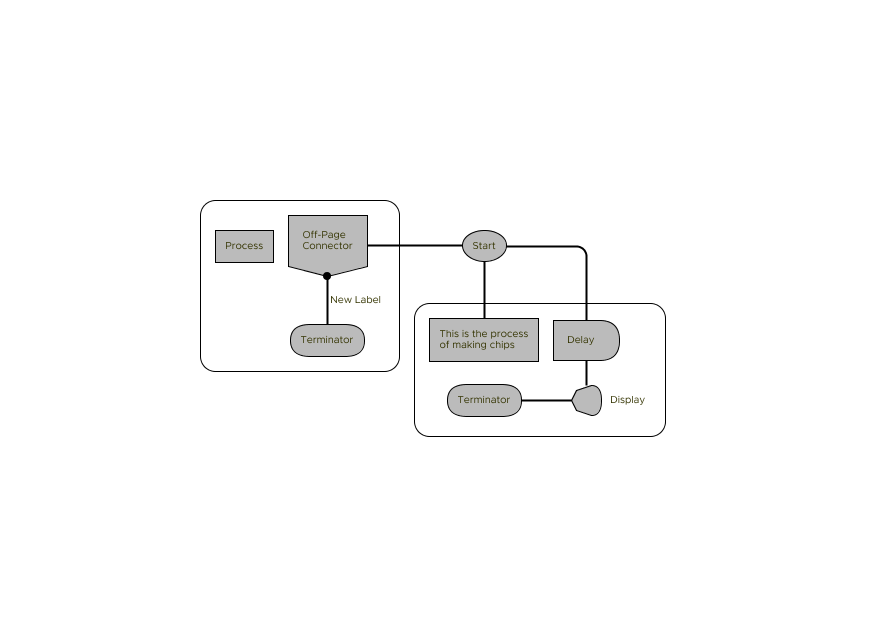 Process
Off-Page
Connector
New Label
Terminator
Start
This is the process
of making chips
Delay
Terminator
Display